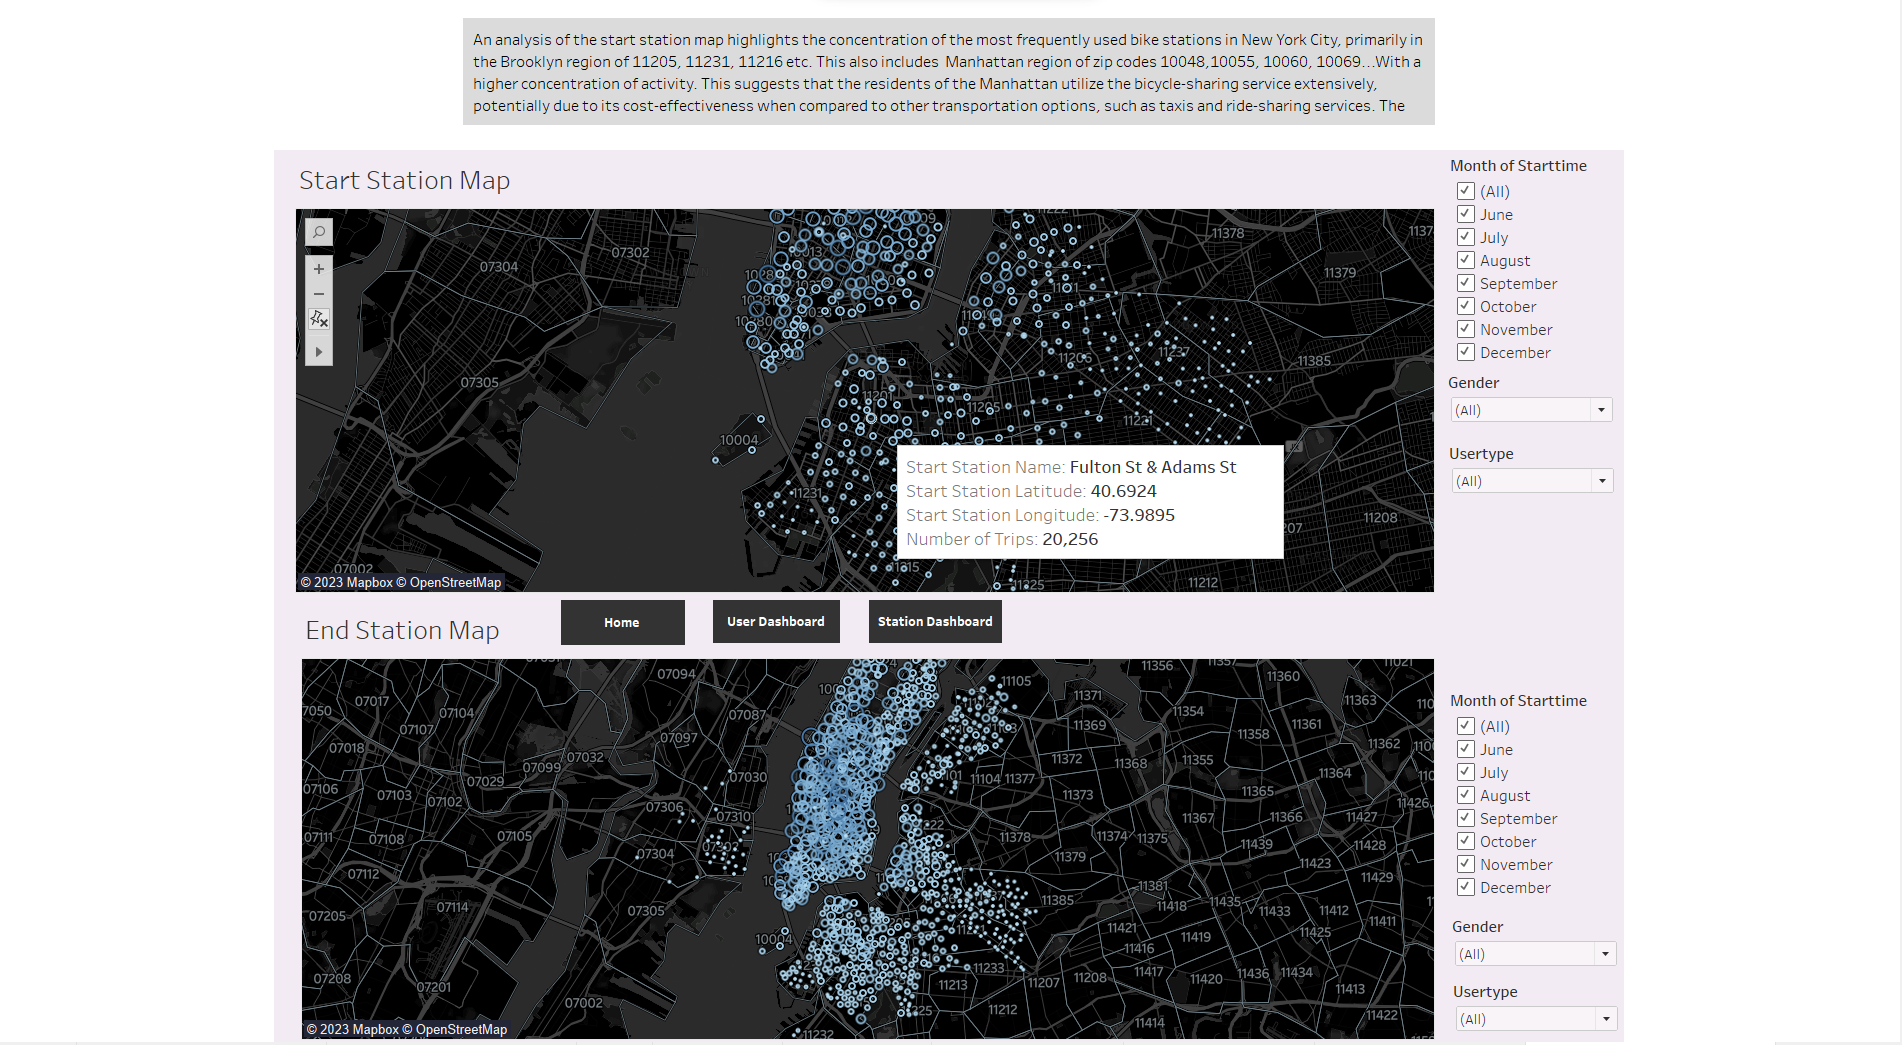 An analysis of the start station map highlights the concentration of the most frequently used bike stations in New York City, primarily in
the Brooklyn region of 11205, 11231, 11216 etc. This also includes  Manhattan region of zip codes 10048,10055, 10060, 10069...With a
higher concentration of activity. This suggests that the residents of the Manhattan utilize the bicycle-sharing service extensively,
potentially due to its cost-effectiveness when compared to other transportation options, such as taxis and ride-sharing services. The
Start Station Map
07304
07302
11378
11379
11385
11237
11206
11205
11221
11201
07305
10004
11231
11208
11212
11215
07002
Start Station Name: Fulton St & Adams St
Start Station Latitude: 40.6924
Start Station Longitude: -73.9895
Number of Trips: 20,256
© 2023 Mapbox © OpenStreetMap
Month of Starttime
(All)
June
July
August
September
October
November
December
Gender
(All)
Usertype
(All)
End Station Map
Home
User Dashboard
Station Dashboard
07094
11105
11356
11360
07017
07104
07087
11371
11354
11363
07107
11369
11361
07018
07032
07097
11358
11362
07099
11372
11368
11355
07029
07030
11104
11377
11364
07103
07102
07306
11373
11365
11426
07310
11367
11366
11427
07111
07108
07105
11378
11374
11375
11439
11428
07304
11379
11423
07112
11429
11381
11385
11418
11435
11433
11412
11411
07205
07114
07305
11421
11425
11419
10004
11416
11233
07208
11213
11207
11208
11417
11420
11436
11434
11413
07201
07002
11212
11414
11422
11232
© 2023 Mapbox © OpenStreetMap
Month of Starttime
(All)
June
July
August
September
October
November
December
Gender
(All)
Usertype
(All)